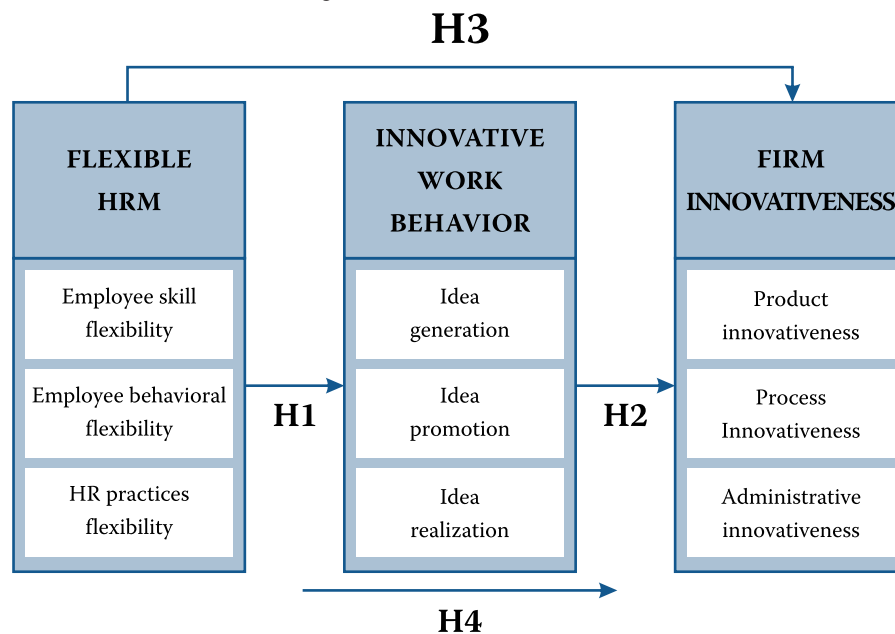 H3
FLEXIBLE
HRM
INNOVATIVE
WORK
BEHAVIOR
FIRM
INNOVATIVENESS
Employee skill
flexibility
Employee behavioral
flexibility
HR practices
flexibility
H1
Idea
generation
Idea
promotion
Idea
realization
H2
Product
innovativeness
Process
Innovativeness
Administrative
innovativeness
H4